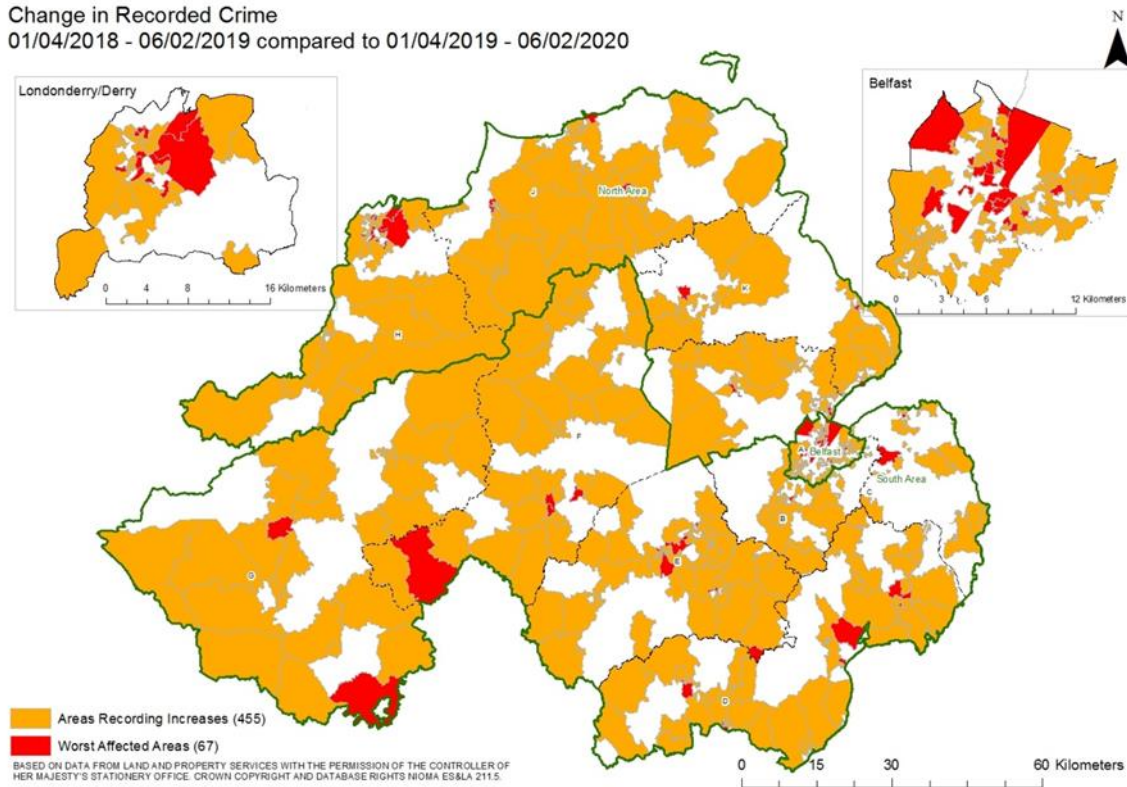 Change in Recorded Crime
01/04/2018 - 06/02/2019 compared to 01/04/2019 - 06/02/2020
N
Londonderry/Derry
0 4 8 16 Kilometers
Belfast
0 3 6 12 Kilometers
J
North Area
K
H
F
A
Belfast
South Area
C
B
G
E
D
Areas Recording Increases (455)
Worst Affected Areas (67)
BASED ON DATA FROM LAND AND PROPERTY SERVICES WITH THE PERMISSION OF THE CONTROLLER OF
HER MAJESTY'S STATIONERY OFFICE. CROWN COPYRIGHT AND DATABASE RIGHTS NIOMA ES&LA 211.5.
0 15 30 60 Kilometers